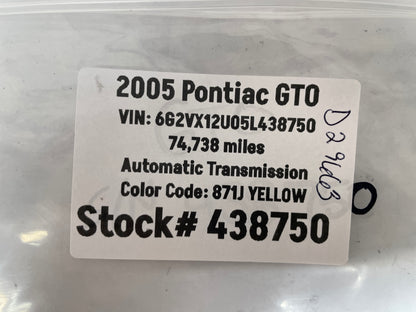 2005 Pontiac GTO
VIN: 6G2VX12U05L438750
74,738 miles
Automatic Transmission
Color Code: 871J YELLOW
Stock# 438750